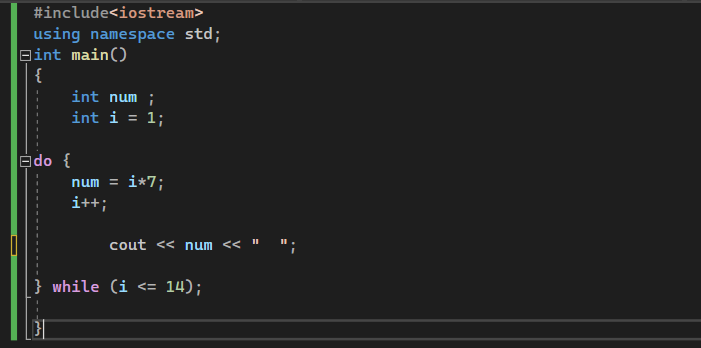 #include<iostream>
using namespace std;
int main()
{
int num ;
int i = 1;
do {
num = i*7;
i++;
cout << num << "  ";
} while (i <= 14);
}